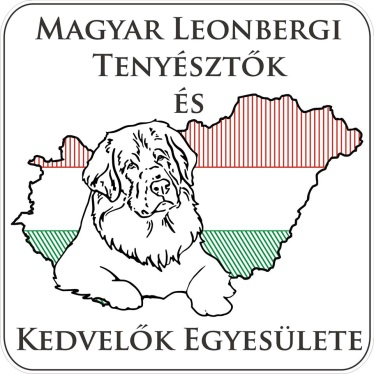 Magyar Leonbergi
Tenyésztők
és
Kedvelők Egyesülete